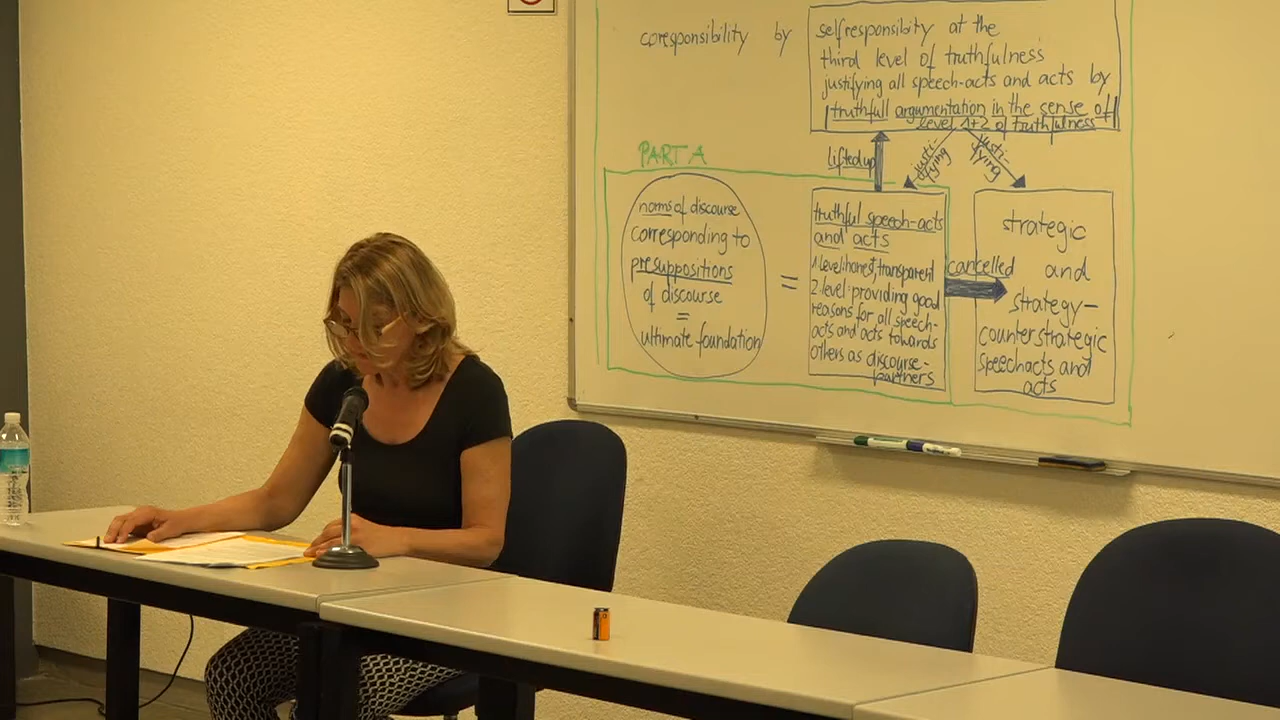 coresponsibility by
selfresponsibity at the
third level of truthfulness
justifying all speech-acts and acts by
truthfull argumentation in the sense of
level 1+2 of truthfulness
PART A
lifted up
justi-
fying
justi-
fying
norms of discourse
corresponding to
presuppositions
of discourse
=
ultimate foundation
=
truthful speech-acts
and acts
1 level: honest, transparent
2 level: providing good
reasons for all speech-
acts and acts towards
others as discourse-
partners
cancelled
strategic
and
strategy-
counterstrategic
speechacts and
acts